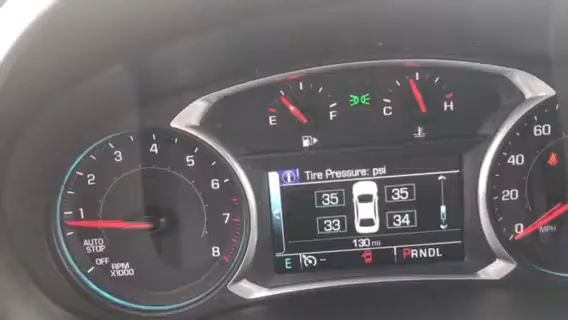 E F C H
Tire Pressure: psi
35 35
33 34
130 mi
E -- PRNDL
1 2 3 4 5 6 7 8
AUTO
STOP
OFF
RPM
X1000
0 20 40 60
MPH